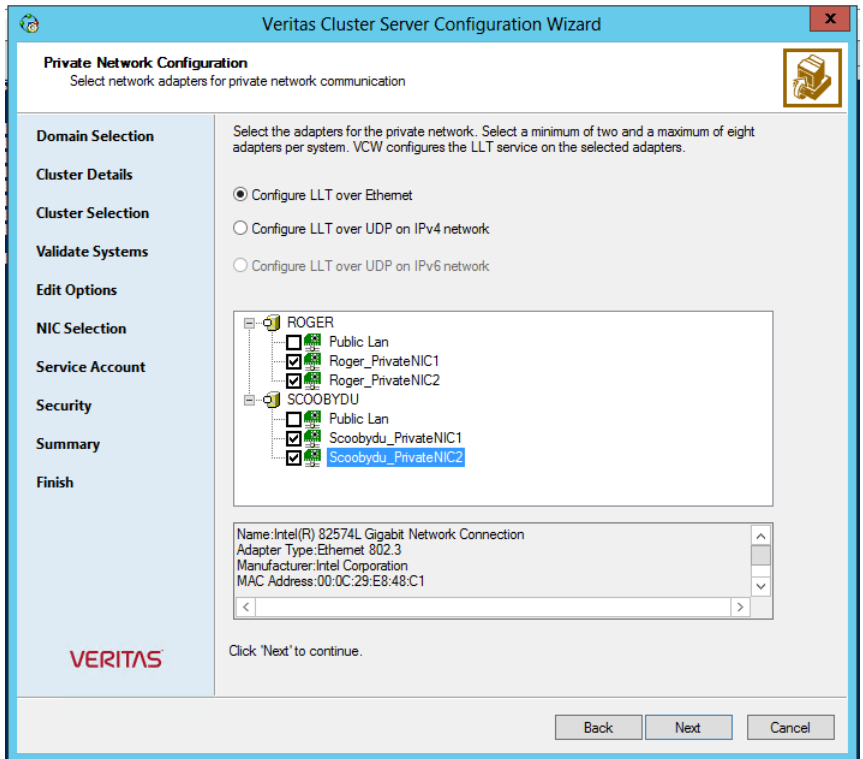 Veritas Cluster Server Configuration Wizard
x
Private Network Configuration
Select network adapters for private network communication
Domain Selection
Cluster Details
Cluster Selection
Validate Systems
Edit Options
NIC Selection
Service Account
Security
Summary
Finish
VERITAS
Select the adapters for the private network. Select a minimum of two and a maximum of eight
adapters per system. VCW configures the LLT service on the selected adapters.
Configure LLT over Ethernet
Configure LLT over UDP on IPv4 network
Configure LLT over UDP on IPv6 network
ROGER
Public Lan
Roger_PrivateNIC1
Roger_PrivateNIC2
SCOOBYDU
Public Lan
Scoobydu_PrivateNIC1
Scoobydu_PrivateNIC2
Name:Intel(R) 82574L Gigabit Network Connection
Adapter Type:Ethernet 802.3
Manufacturer:Intel Corporation
MAC Address:00:0C:29:E8:48:C1
Click 'Next' to continue.
Back
Next
Cancel